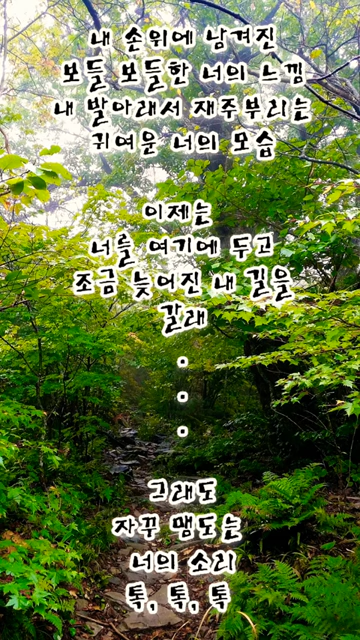 내 손위에 남겨진
보들 보들한 너의 느낌
내 발아래서 재주부리는
귀여운 너의 모습
이제는
너를 여기에 두고
조금 늦어진 내 길을
갈래
.
.
.
그래도
자꾸 맴도는
너의 소리
톡, 톡, 톡